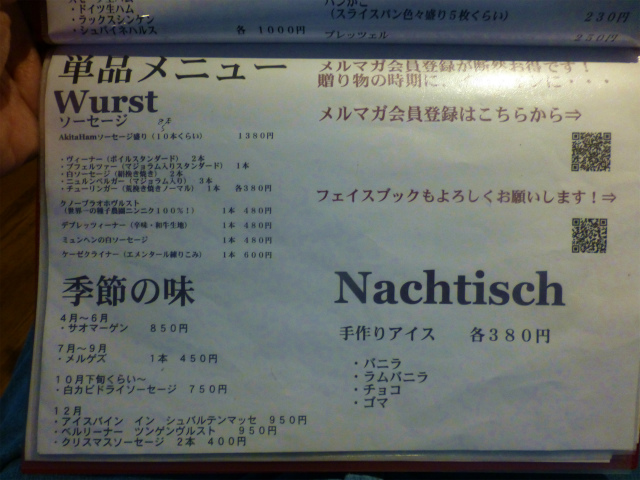 ・ドイツ生ハム
・ラックスシンケン
・シュバイネハルス 各 1000円
(スライスパン色々盛り5枚くらい) 230円
プレッツェル 230円
単品メニュー
Wurst
ソーセージ
AkitaHamソーセージ盛り(10本くらい) 1380円
・ヴィーナー(ボイルスタンダード) 2本
・プフェルツァー(マジョラム入りスタンダード) 1本
・白ソーセージ(絹挽き焼き) 2本
・ニュルンベルガー(マジョラム入り) 3本
・チューリンガー(荒挽き焼きノーマル) 1本 各380円
クノーブラオホヴルスト
(世界一の種子農園ニンニク100%!) 1本 480円
デブレッツィーナー(辛味・和牛生地) 1本 480円
ミュンヘンの白ソーセージ 1本 480円
ケーゼクライナー(エメンタール練りこみ) 1本 600円
季節の味
4月~6月
・サオマーゲン 850円
7月~9月
・メルゲズ 1本 450円
10月下旬くらい~
・白カビドライソーセージ 750円
12月
・アイスバイン イン シュバルテンマッセ 950円
・ベルリーナー ツンゲンヴルスト 950円
・クリスマスソーセージ 2本 400円
メルマガ会員登録が断然お得です!
贈り物の時期に
メルマガ会員登録はこちらから⇒
フェイスブックもよろしくお願いします!⇒
Nachtisch
手作りアイス 各380円
・バニラ
・ラムバニラ
・チョコ
・ゴマ